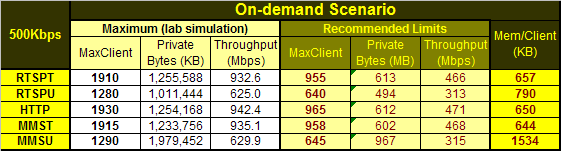 On-demand Scenario
500Kbps Maximum (lab simulation) Recommended Limits Mem/Client (KB)
MaxClient Private Bytes (KB) Throughput (Mbps) MaxClient Private Bytes (MB) Throughput (Mbps)
RTSPT 1910 1,255,588 932.6 955 613 466 657
RTSPU 1280 1,011,444 625.0 640 494 313 790
HTTP 1930 1,254,168 942.4 965 612 471 650
MMST 1915 1,233,756 935.1 958 602 468 644
MMSU 1290 1,979,452 629.9 645 967 315 1534